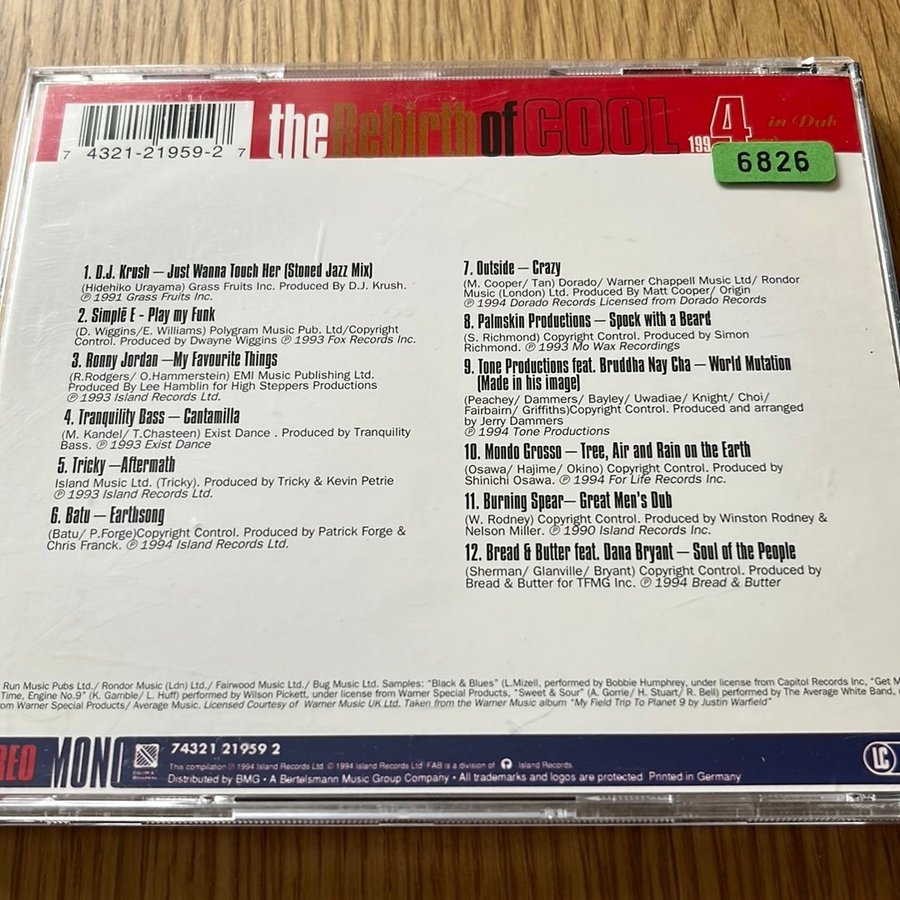 the Rebirth of COOL 199 4 in Dub
6826
7 4321-21959-2 7
1. D.J. Krush — Just Wanna Touch Her (Stoned Jazz Mix)
(Hidehiko Urayama) Grass Fruits Inc. Produced By D.J. Krush.
℗ 1991 Grass Fruits Inc.
2. Simplē E - Play my Funk
(D. Wiggins/E. Williams) Polygram Music Pub. Ltd/Copyright
Control. Produced by Dwayne Wiggins ℗ 1993 Fox Records Inc.
3. Ronny Jordan —My Favourite Things
(R.Rodgers/ O.Hammerstein) EMI Music Publishing Ltd.
Produced By Lee Hamblin for High Steppers Productions
℗ 1993 Island Records Ltd.
4. Tranquility Bass — Cantamilla
(M. Kandel/ T.Chasteen) Exist Dance . Produced by Tranquility
Bass. ℗ 1993 Exist Dance
5. Tricky —Aftermath
Island Music Ltd. (Tricky). Produced by Tricky & Kevin Petrie
℗ 1993 Island Records Ltd.
6. Batu — Earthsong
(Batu/ P.Forge)Copyright Control. Produced by Patrick Forge &
Chris Franck. ℗ 1994 Island Records Ltd.
7. Outside — Crazy
(M. Cooper/ Tan) Dorado/ Warner Chappell Music Ltd/ Rondor
Music (London) Ltd. Produced By Matt Cooper/ Origin
℗ 1994 Dorado Records Licensed from Dorado Records
8. Palmskin Productions — Spock with a Beard
(S. Richmond) Copyright Control. Produced by Simon
Richmond. ℗ 1993 Mo Wax Recordings
9. Tone Productions feat. Bruddha Nay Cha — World Mutation
(Made in his image)
(Peachey/ Dammers/ Bayley/ Uwadiae/ Knight/ Choi/
Fairbairn/ Griffiths)Copyright Control. Produced and arranged
by Jerry Dammers
℗ 1994 Tone Productions
10. Mondo Grosso — Tree, Air and Rain on the Earth
(Osawa/ Hajime/ Okino) Copyright Control. Produced by
Shinichi Osawa. ℗ 1994 For Life Records Inc.
11. Burning Spear— Great Men's Dub
(W. Rodney) Copyright Control. Produced by Winston Rodney &
Nelson Miller. ℗ 1990 Island Records Inc.
12. Bread & Butter feat. Dana Bryant — Soul of the People
(Sherman/ Glanville/ Bryant) Copyright Control. Produced by
Bread & Butter for TFMG Inc. ℗ 1994 Bread & Butter
Run Music Pubs Ltd./ Rondor Music (Ldn) Ltd./ Fairwood Music Ltd./ Bug Music Ltd. Samples: "Black & Blues" (L.Mizell, performed by Bobbie Humphrey, under license from Capitol Records Inc, "Get M
Time, Engine No.9" (K. Gamble/ L. Huff) performed by Wilson Pickett, under license from Warner Special Products, "Sweet & Sour" (A. Gorrie/ H. Stuart/ R. Bell) performed by The Average White Band,
om Warner Special Products/ Average Music. Licensed Courtesy of Warner Music UK Ltd. Taken from the Warner Music album "My Field Trip To Planet 9 by Justin Warfield"
REO MONO
74321 21959 2
This compilation ℗ 1994 Island Records Ltd © 1994 Island Records Ltd FAB is a division of Island Records
Distributed by BMG • A Bertelsmann Music Group Company • All trademarks and logos are protected Printed in Germany
LC